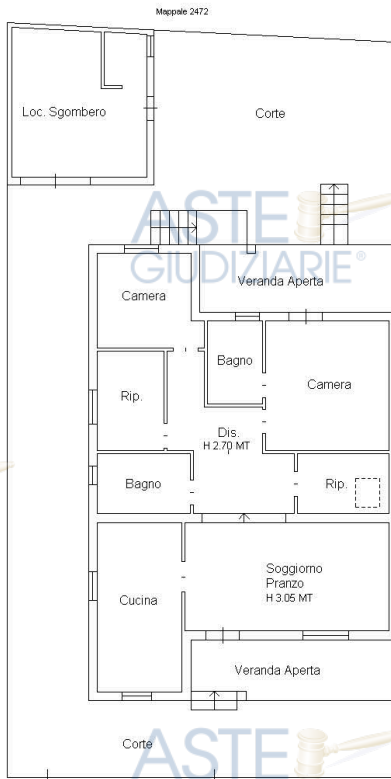 Mappale 2472
Loc. Sgombero
Corte
ASTE
GIUDIZIARIE®
Veranda Aperta
Camera
Bagno
Camera
Rip.
Dis.
H 2.70 MT
Bagno
Rip.
Soggiorno
Pranzo
H 3.05 MT
Cucina
Veranda Aperta
Corte
ASTE